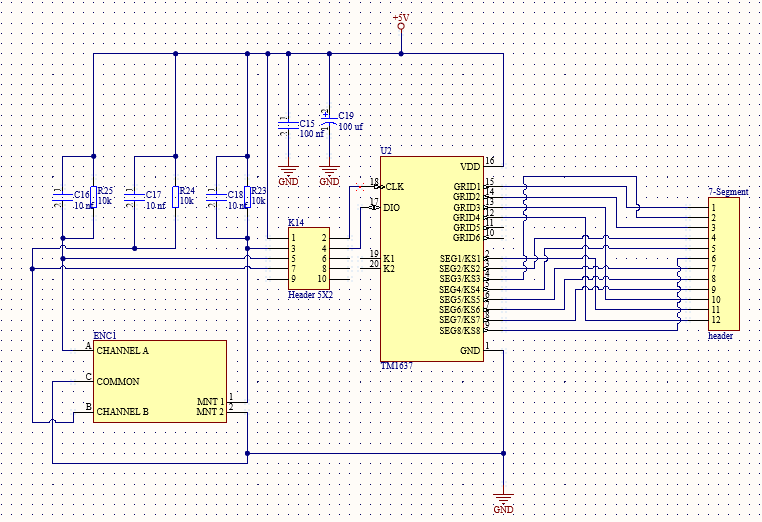 +5V
C15
100 nf
C19
100 uf
GND
GND
U2
VDD 16
18 CLK
17 DIO
19 K1
20 K2
GRID1 15
GRID2 14
GRID3 13
GRID4 12
GRID5 11
GRID6 10
SEG1/KS1 2
SEG2/KS2 3
SEG3/KS3 4
SEG4/KS4 5
SEG5/KS5 6
SEG6/KS6 7
SEG7/KS7 8
SEG8/KS8 9
GND 1
TM1637
7-Segment
1
2
3
4
5
6
7
8
9
10
11
12
header
C16
10 nf
R25
10k
C17
10 nf
R24
10k
C18
10 nf
R23
10k
K14
1 2
3 4
5 6
7 8
9 10
Header 5X2
ENC1
A CHANNEL A
C COMMON
MNT 1 1
B CHANNEL B
MNT 2 2
GND